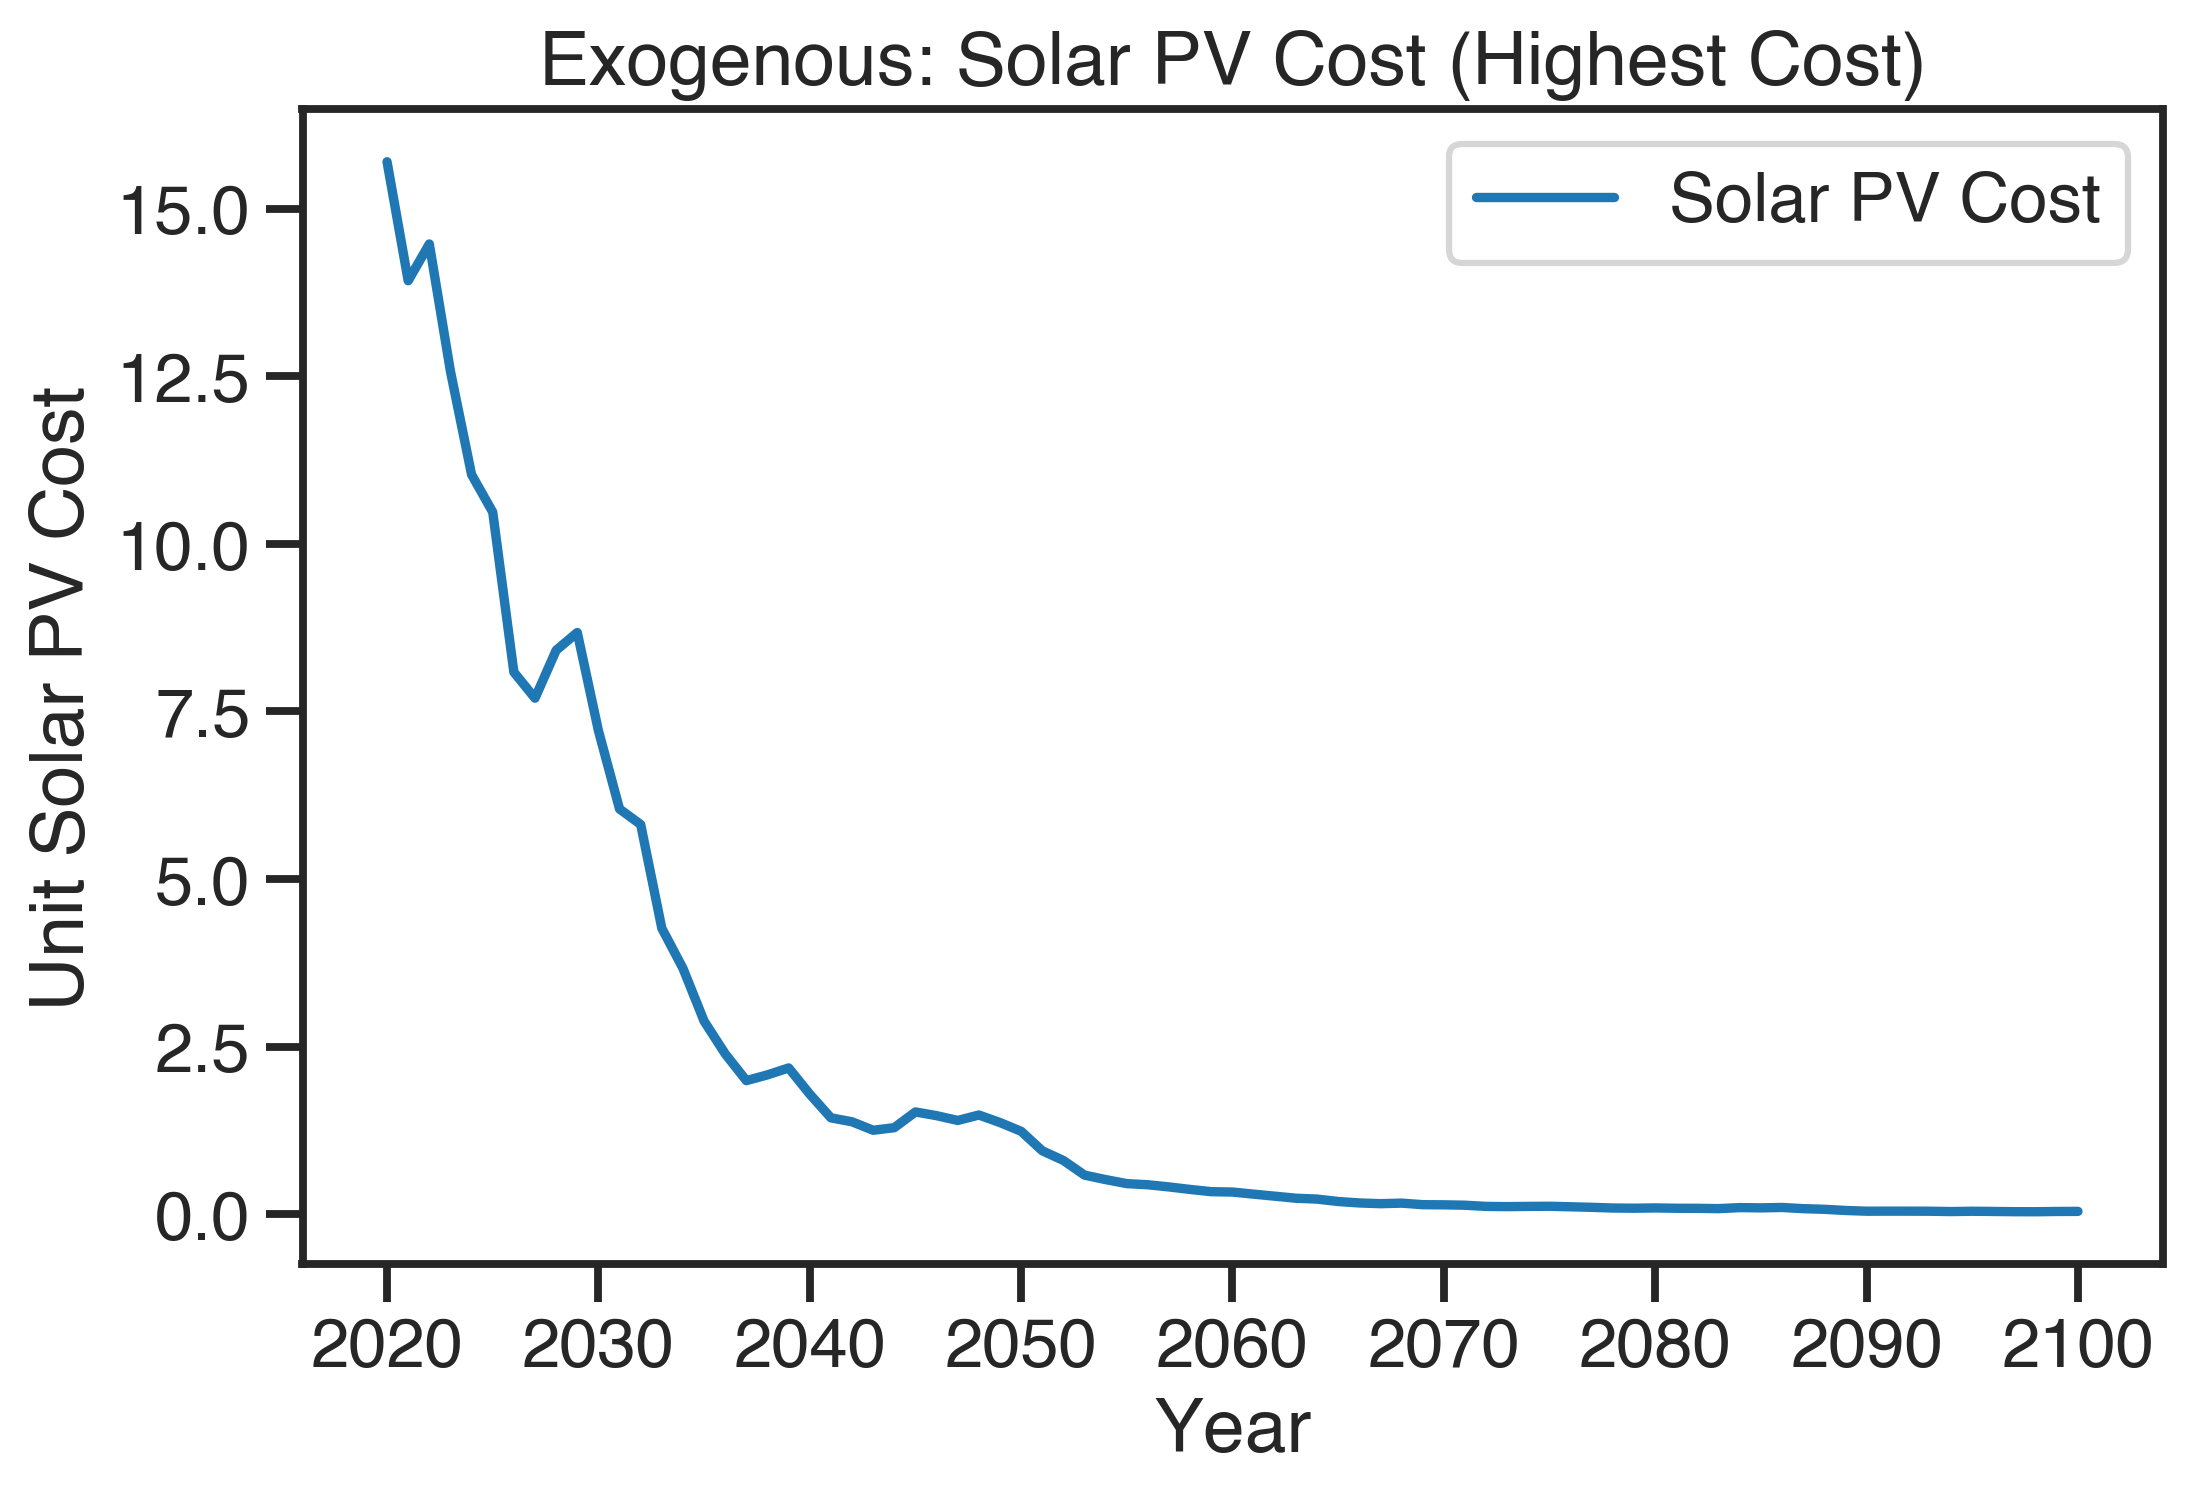 Exogenous: Solar PV Cost (Highest Cost)
Solar PV Cost
Unit Solar PV Cost
15.0
12.5
10.0
7.5
5.0
2.5
0.0
2020 2030 2040 2050 2060 2070 2080 2090 2100
Year